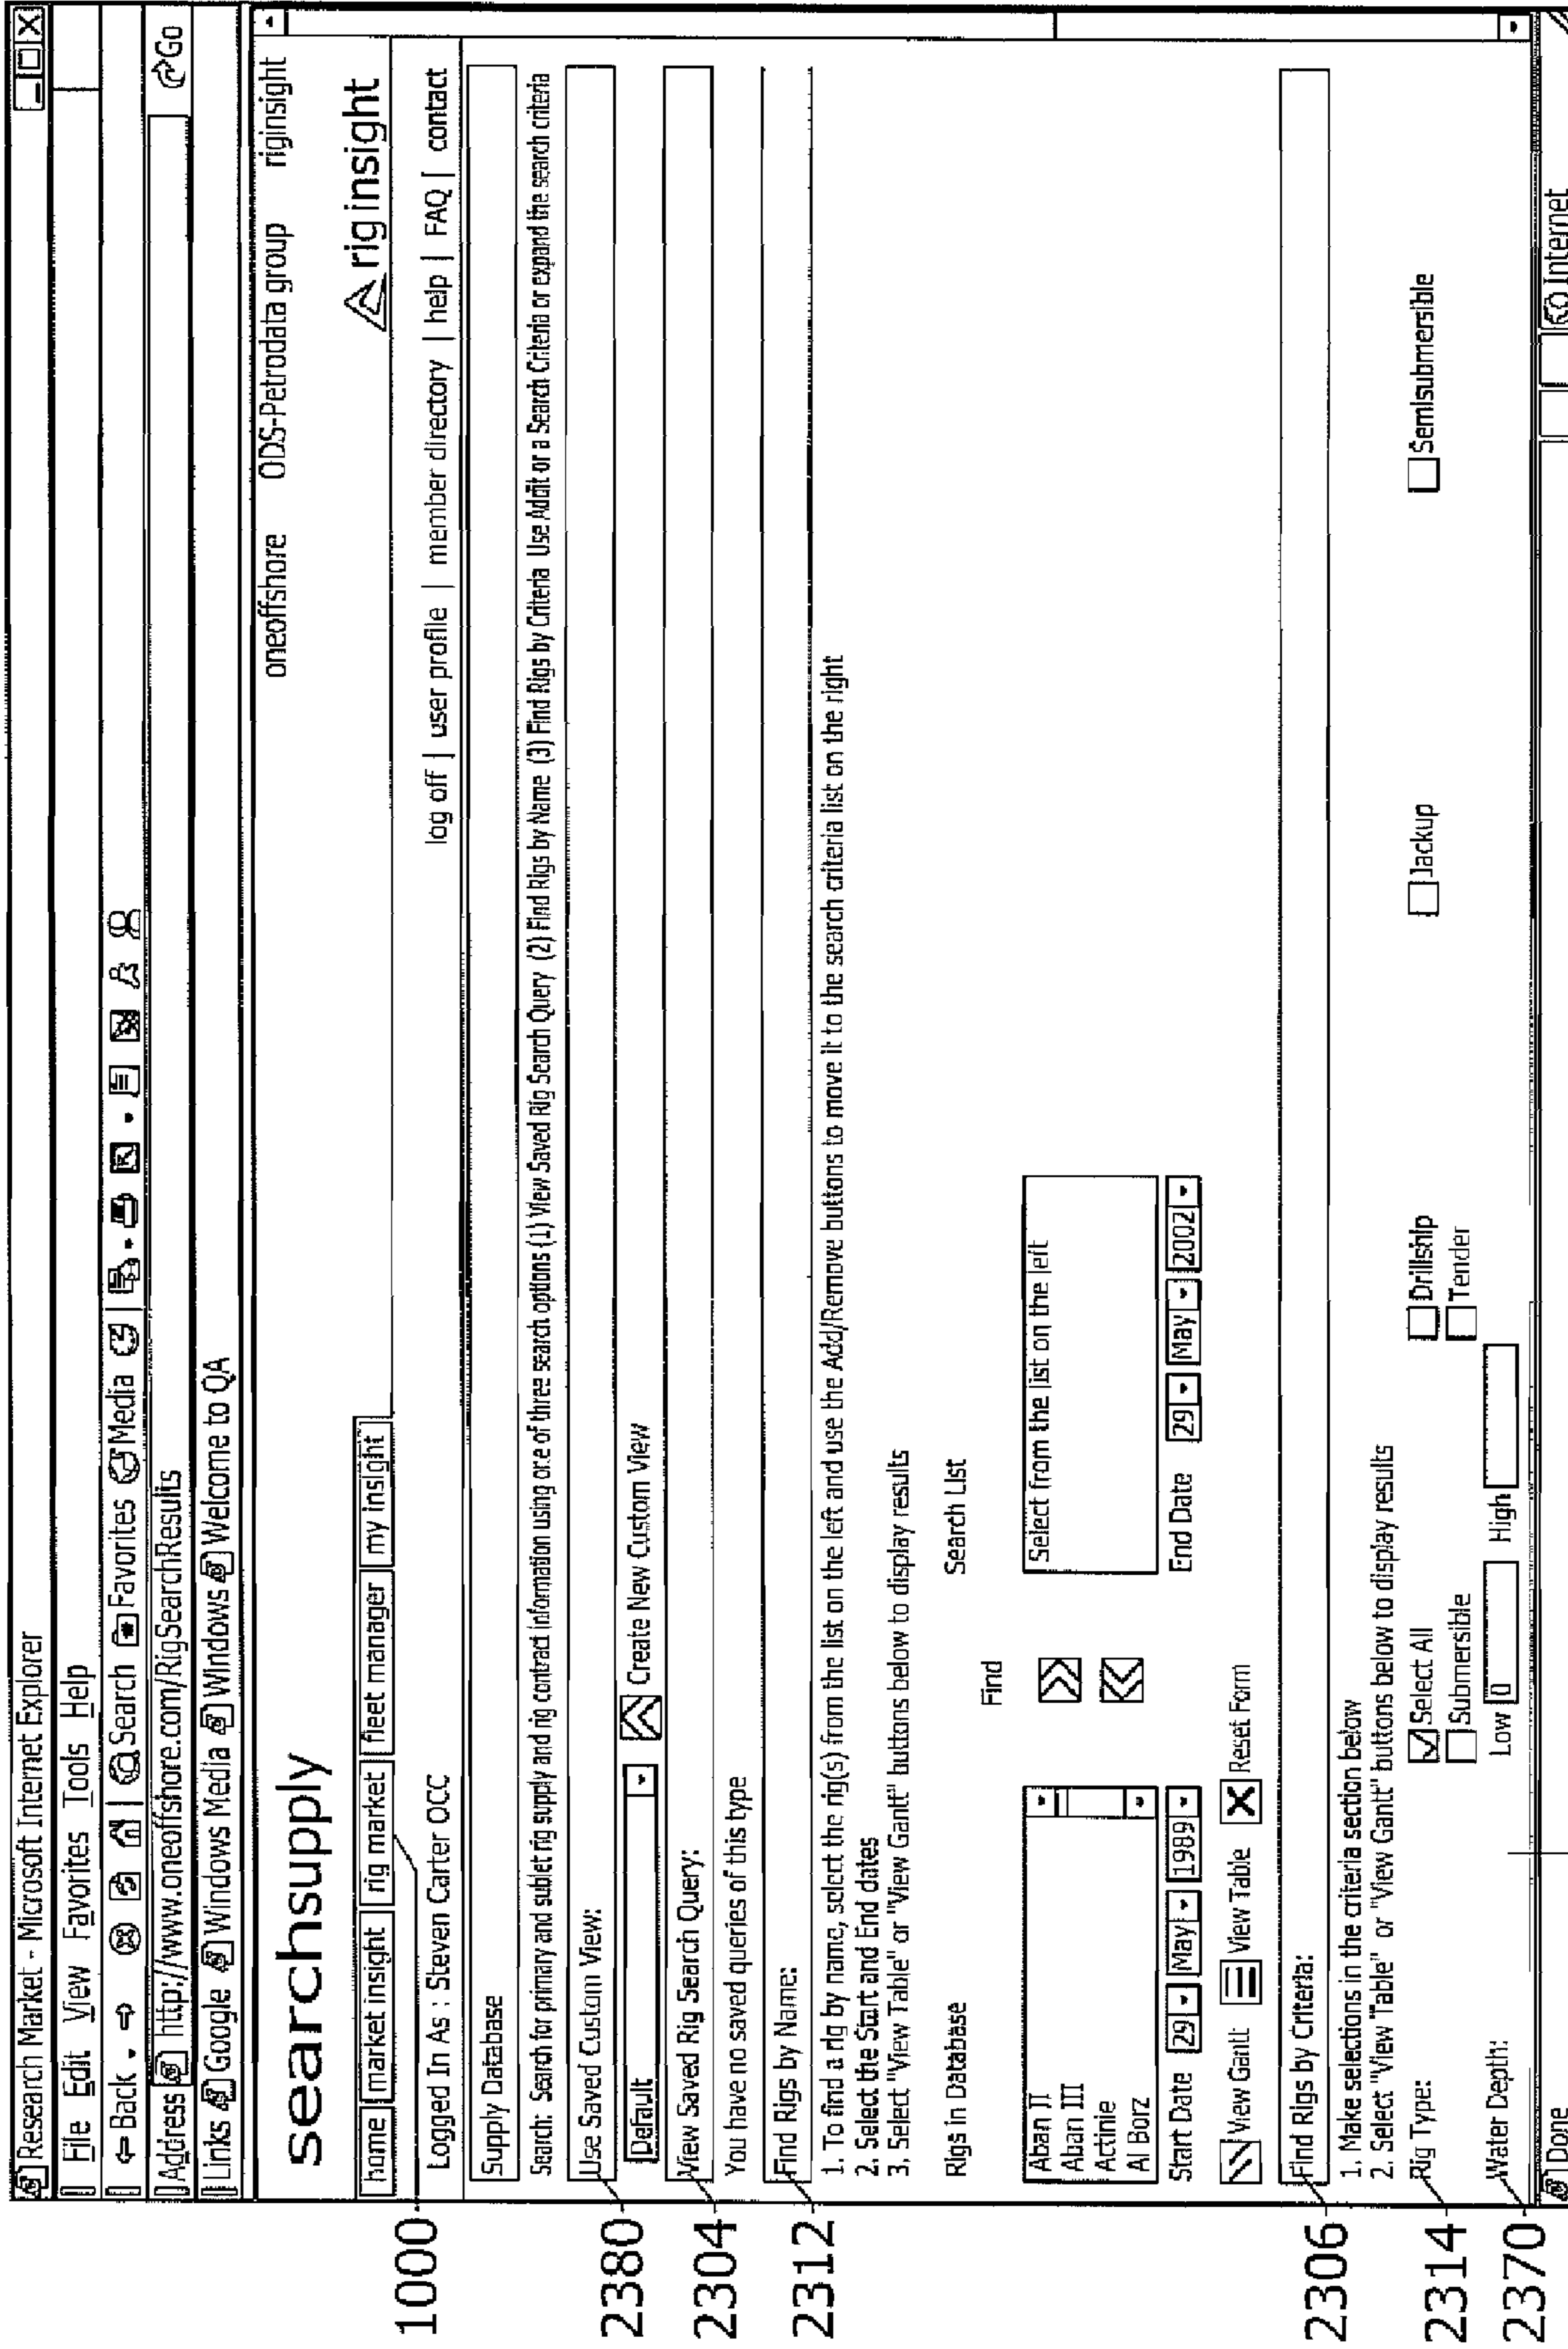 Research Market - Microsoft Internet Explorer
File Edit View Favorites Tools Help
Back Search Favorites Media
Address http://www.oneoffshore.com/RigSearchResults Go
Links Google Windows Media Windows Welcome to QA
oneoffshore ODS-Petrodata group riginsight
searchsupply
rig insight
home market insight rig market fleet manager my insight
1000
Logged In As : Steven Carter OCC log off | user profile | member directory | help | FAQ | contact
Supply Database
Search: Search for primary and sublet rig supply and rig contract information using one of three search options (1) View Saved Rig Search Query (2) Find Rigs by Name (3) Find Rigs by Criteria Use Addit or a Search Criteria or expand the search criteria
Use Saved Custom View:
2380
Default Create New Custom View
View Saved Rig Search Query:
2304
You have no saved queries of this type
Find Rigs by Name:
2312
1. To find a rig by name, select the rig(s) from the list on the left and use the Add/Remove buttons to move it to the search criteria list on the right
2. Select the Start and End dates
3. Select "View Table" or "View Gantt" buttons below to display results
Rigs in Database Search List
Find
Aban II
Aban III
Actinie
Al Borz
Select from the list on the left
Start Date 29 May 1989 End Date 29 May 2002
View Gantt View Table Reset Form
Find Rigs by Criteria:
2306
1. Make selections in the criteria section below
2. Select "View Table" or "View Gantt" buttons below to display results
Rig Type: Select All Drillship Jackup Semisubmersible
2314
Submersible Tender
Water Depth: Low 0 High
2370
Done Internet